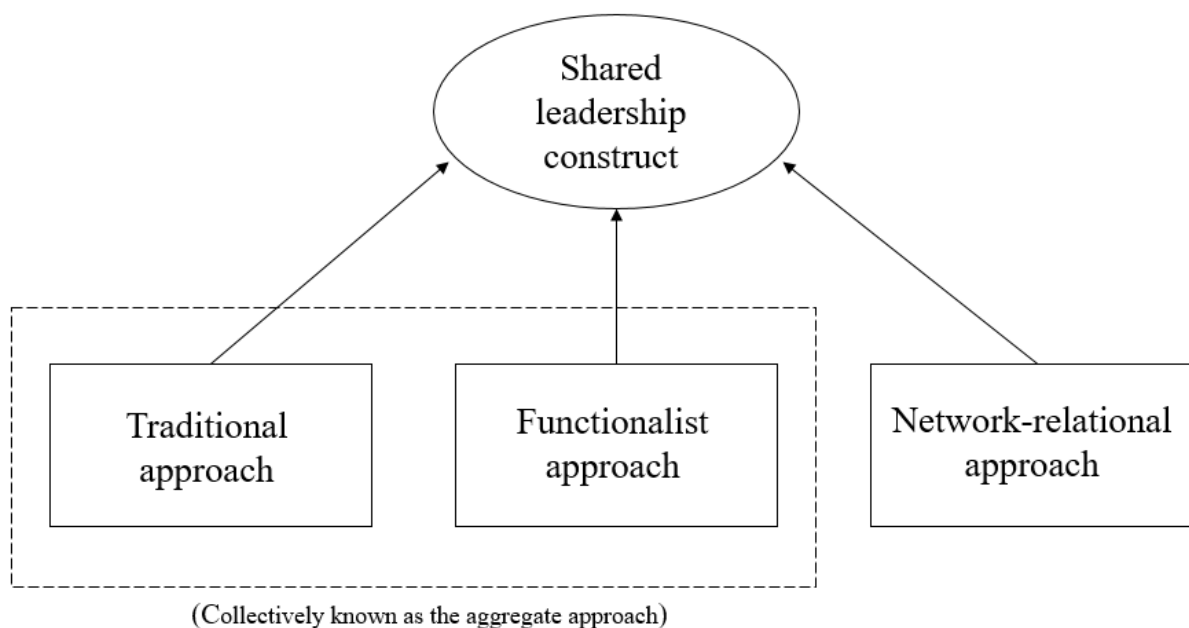 Shared
leadership
construct
Traditional
approach
Functionalist
approach
Network-relational
approach
(Collectively known as the aggregate approach)